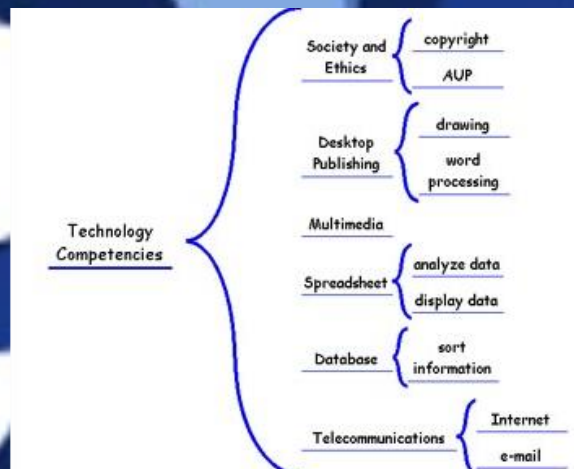 Technology
Competencies
Society and
Ethics
copyright
AUP
Desktop
Publishing
drawing
word
processing
Multimedia
Spreadsheet
analyze data
display data
Database
sort
information
Telecommunications
Internet
e-mail